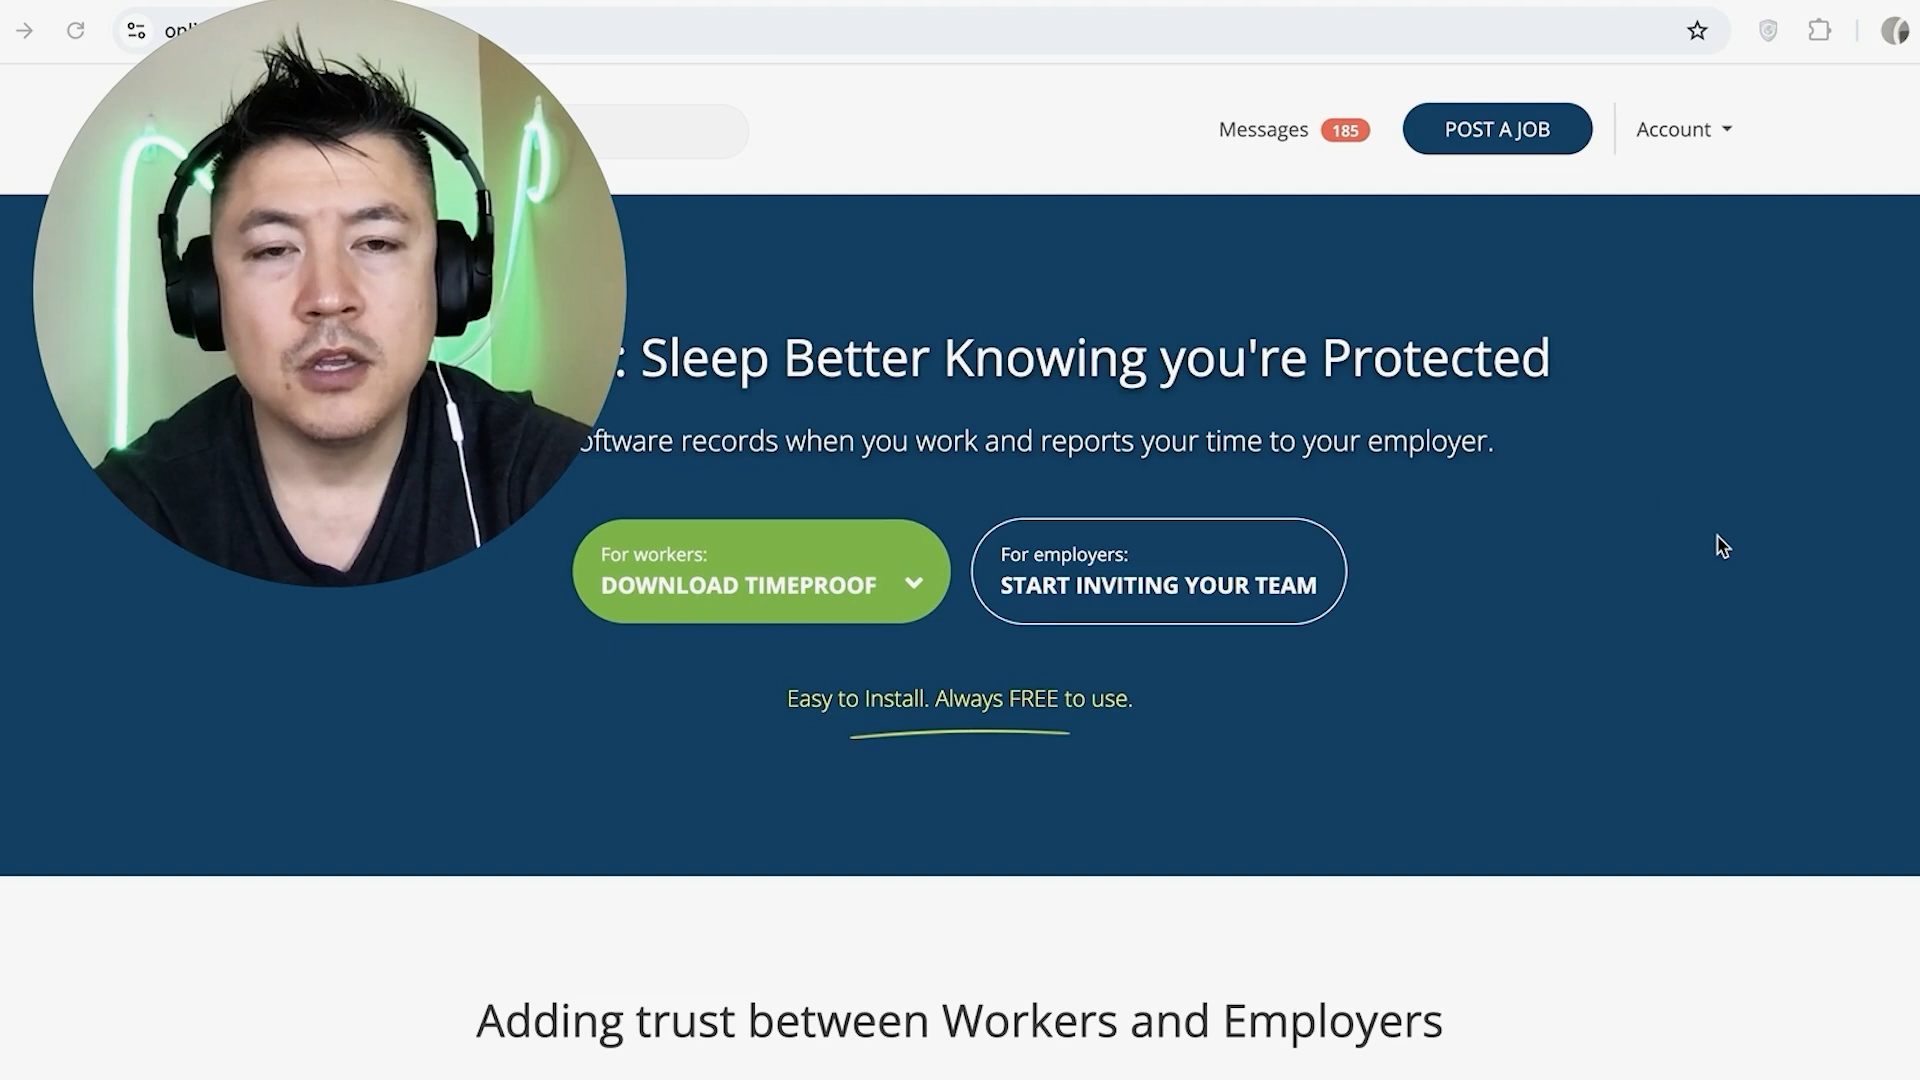 Messages 185 POST A JOB Account
: Sleep Better Knowing you're Protected
software records when you work and reports your time to your employer.
For workers:
DOWNLOAD TIMEPROOF
For employers:
START INVITING YOUR TEAM
Easy to Install. Always FREE to use.
Adding trust between Workers and Employers